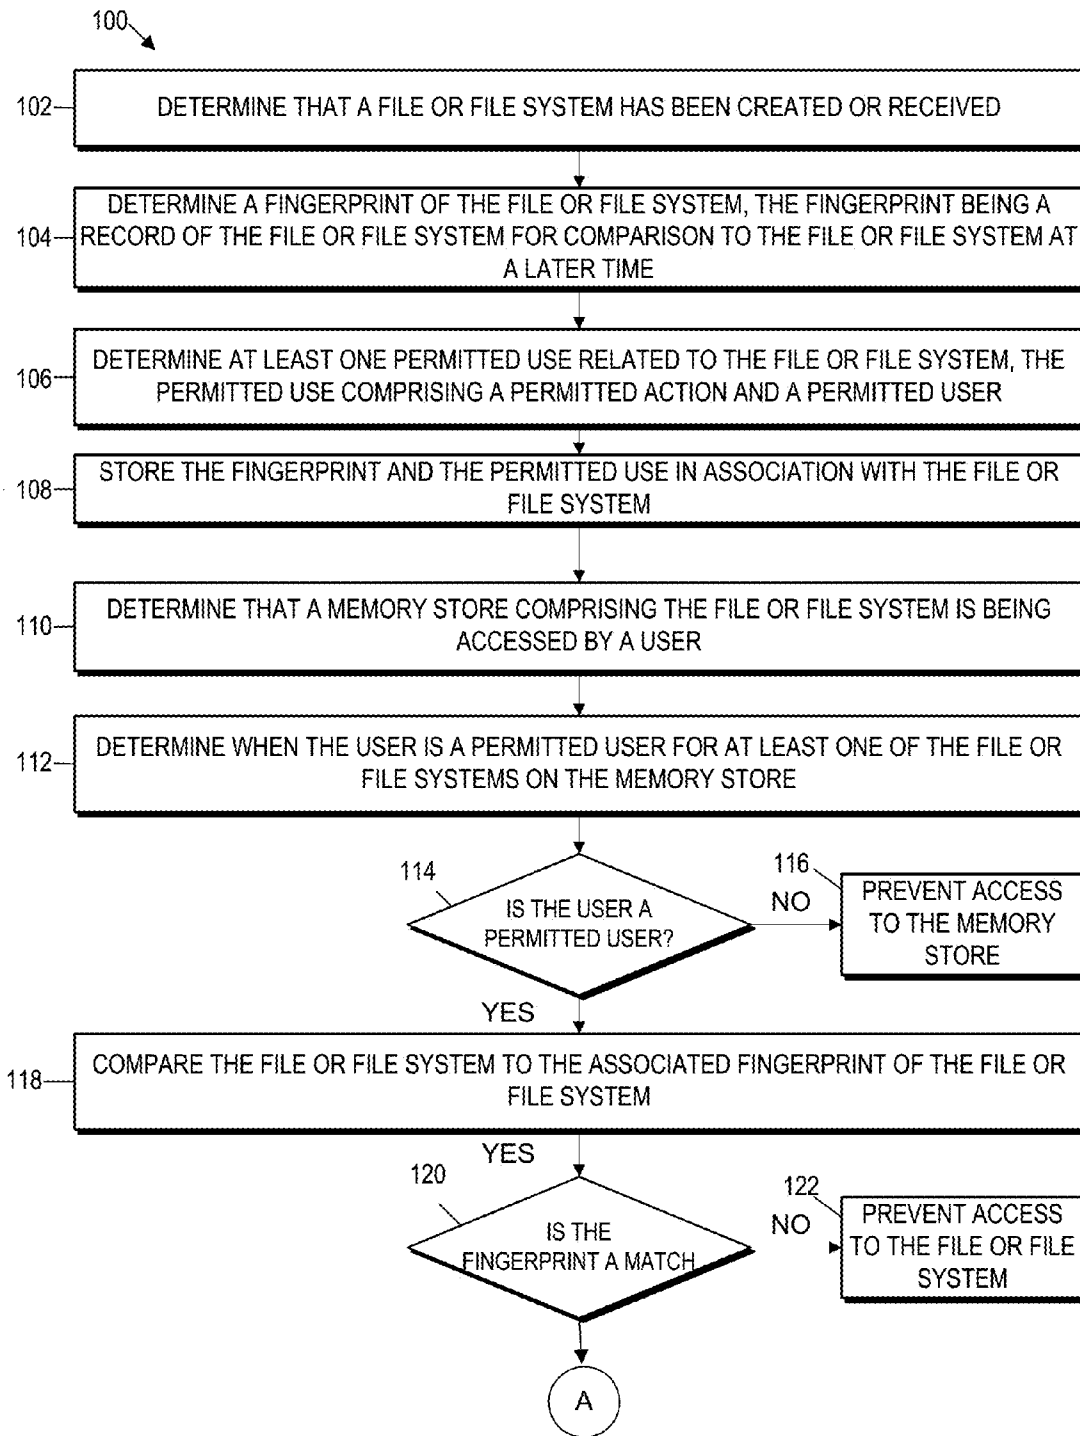 100
102
DETERMINE THAT A FILE OR FILE SYSTEM HAS BEEN CREATED OR RECEIVED
104
DETERMINE A FINGERPRINT OF THE FILE OR FILE SYSTEM, THE FINGERPRINT BEING A
RECORD OF THE FILE OR FILE SYSTEM FOR COMPARISON TO THE FILE OR FILE SYSTEM AT
A LATER TIME
106
DETERMINE AT LEAST ONE PERMITTED USE RELATED TO THE FILE OR FILE SYSTEM, THE
PERMITTED USE COMPRISING A PERMITTED ACTION AND A PERMITTED USER
108
STORE THE FINGERPRINT AND THE PERMITTED USE IN ASSOCIATION WITH THE FILE OR
FILE SYSTEM
110
DETERMINE THAT A MEMORY STORE COMPRISING THE FILE OR FILE SYSTEM IS BEING
ACCESSED BY A USER
112
DETERMINE WHEN THE USER IS A PERMITTED USER FOR AT LEAST ONE OF THE FILE OR
FILE SYSTEMS ON THE MEMORY STORE
114
IS THE USER A
PERMITTED USER?
NO
116
PREVENT ACCESS
TO THE MEMORY
STORE
YES
118
COMPARE THE FILE OR FILE SYSTEM TO THE ASSOCIATED FINGERPRINT OF THE FILE OR
FILE SYSTEM
YES
120
IS THE
FINGERPRINT A MATCH
NO
122
PREVENT ACCESS
TO THE FILE OR FILE
SYSTEM
A